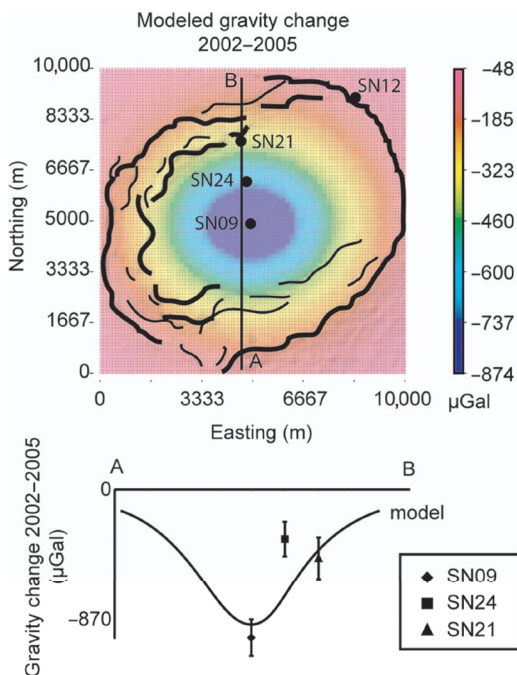 Modeled gravity change
2002–2005
10,000
8333
6667
5000
3333
1667
0
Northing (m)
B
SN12
SN21
SN24
SN09
A
0
3333
6667
10,000
Easting (m)
−48
−185
−323
−460
−600
−737
−874
µGal
A
B
0
−870
Gravity change 2002–2005
(µGal)
model
SN09
SN24
SN21